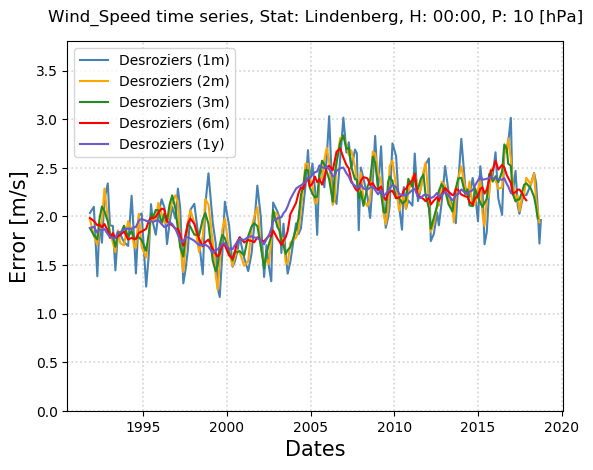 Wind_Speed time series, Stat: Lindenberg, H: 00:00, P: 10 [hPa]
Desroziers (1m)
Desroziers (2m)
Desroziers (3m)
Desroziers (6m)
Desroziers (1y)
Error [m/s]
3.5
3.0
2.5
2.0
1.5
1.0
0.5
0.0
1995 2000 2005 2010 2015 2020
Dates